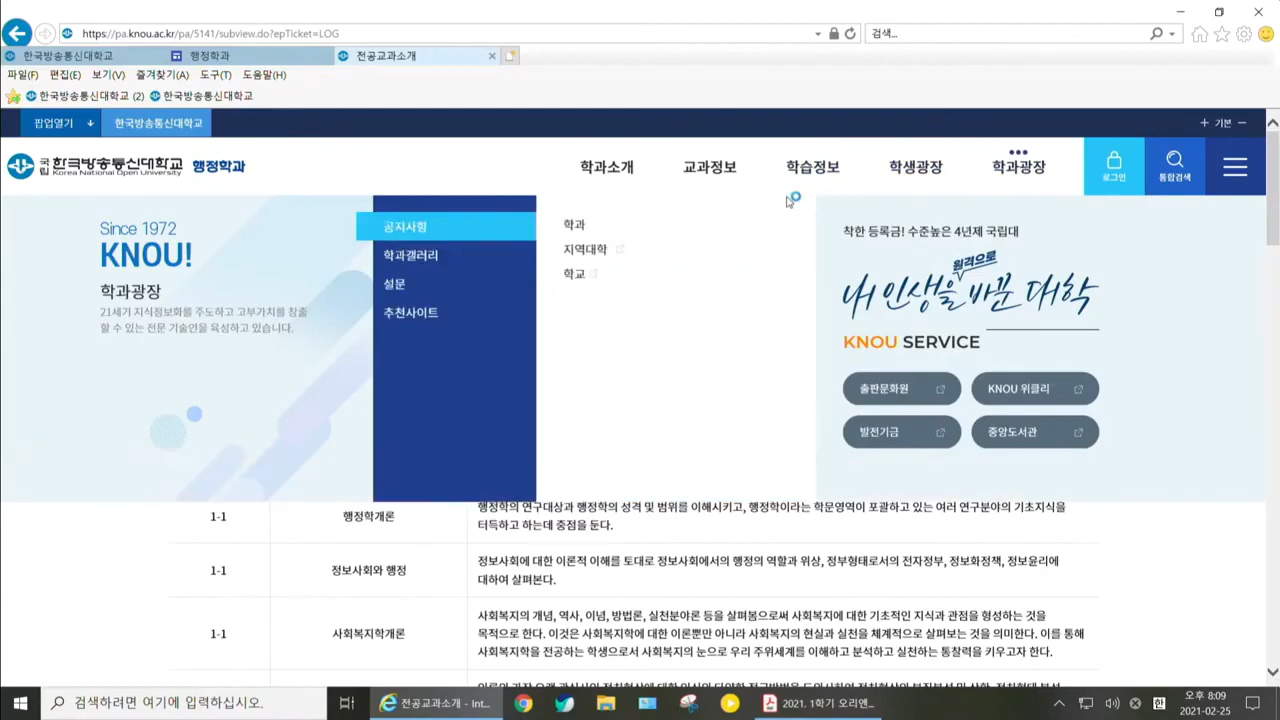 https://pa.knou.ac.kr/pa/5141/subview.do?epTicket=LOG
검색...
한국방송통신대학교
행정학과
전공교과소개
파일(F) 편집(E) 보기(V) 즐겨찾기(A) 도구(T) 도움말(H)
한국방송통신대학교 (2)
한국방송통신대학교
팝업열기
한국방송통신대학교
+ 기본 −
국립 한국방송통신대학교 행정학과
Korea National Open University
학과소개 교과정보 학습정보 학생광장 학과광장
로그인
통합검색
Since 1972
KNOU!
학과광장
21세기 지식정보화를 주도하고 고부가치를 창출
할 수 있는 전문 기술인을 육성하고 있습니다.
공지사항
학과갤러리
설문
추천사이트
학과
지역대학
학교
착한 등록금! 수준높은 4년제 국립대
원격으로
내 인생을 바꾼 대학
KNOU SERVICE
출판문화원
KNOU 위클리
발전기금
중앙도서관
1-1
행정학개론
행정학의 연구대상과 행정학의 성격 및 범위를 이해시키고, 행정학이라는 학문영역이 포괄하고 있는 여러 연구분야의 기초지식을
터득하고 하는데 중점을 둔다.
1-1
정보사회와 행정
정보사회에 대한 이론적 이해를 토대로 정보사회에서의 행정의 역할과 위상, 정부형태로서의 전자정부, 정보화정책, 정보윤리에
대하여 살펴본다.
1-1
사회복지학개론
사회복지의 개념, 역사, 이념, 방법론, 실천분야론 등을 살펴봄으로써 사회복지에 대한 기초적인 지식과 관점을 형성하는 것을
목적으로 한다. 이것은 사회복지학에 대한 이론뿐만 아니라 사회복지의 현실과 실천을 체계적으로 살펴보는 것을 의미한다. 이를 통해
사회복지학을 전공하는 학생으로서 사회복지의 눈으로 우리 주위세계를 이해하고 분석하고 실천하는 통찰력을 키우고자 한다.
검색하려면 여기에 입력하십시오.
전공교과소개 - Int...
2021. 1학기 오리엔...
한
오후 8:09
2021-02-25